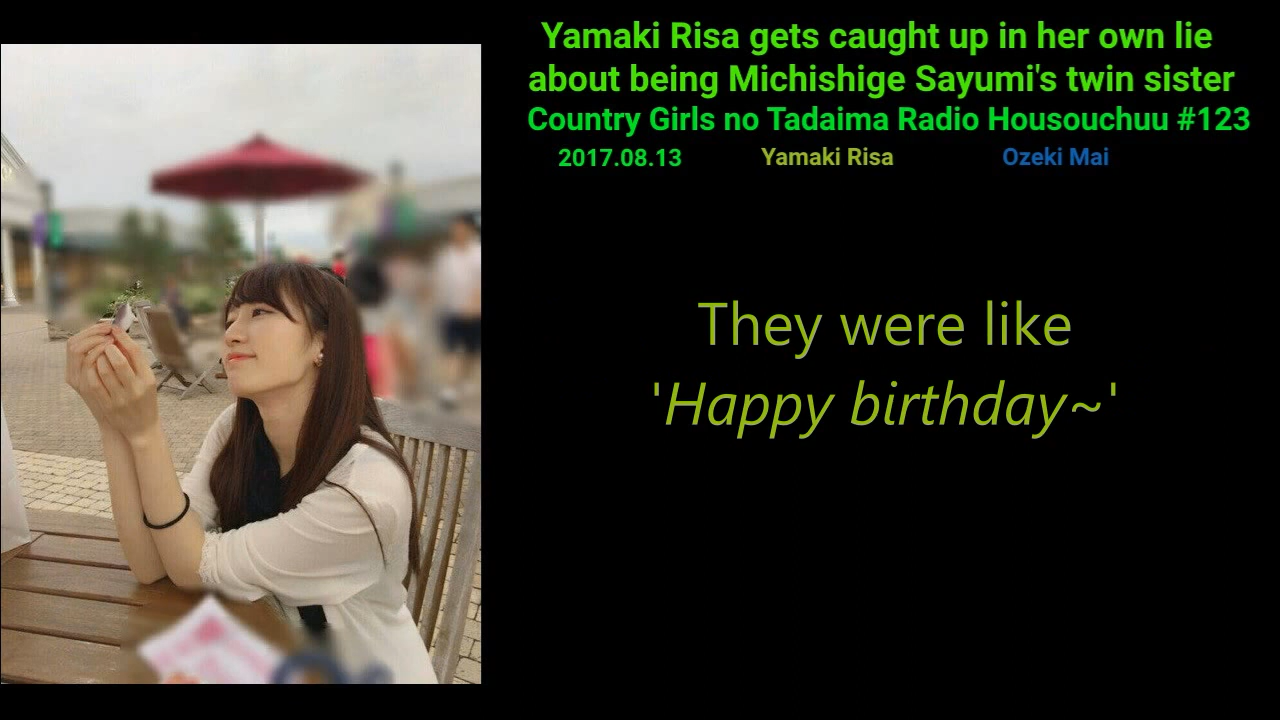 Yamaki Risa gets caught up in her own lie
about being Michishige Sayumi's twin sister
Country Girls no Tadaima Radio Housouchuu #123
2017.08.13 Yamaki Risa Ozeki Mai
They were like
'Happy birthday~'